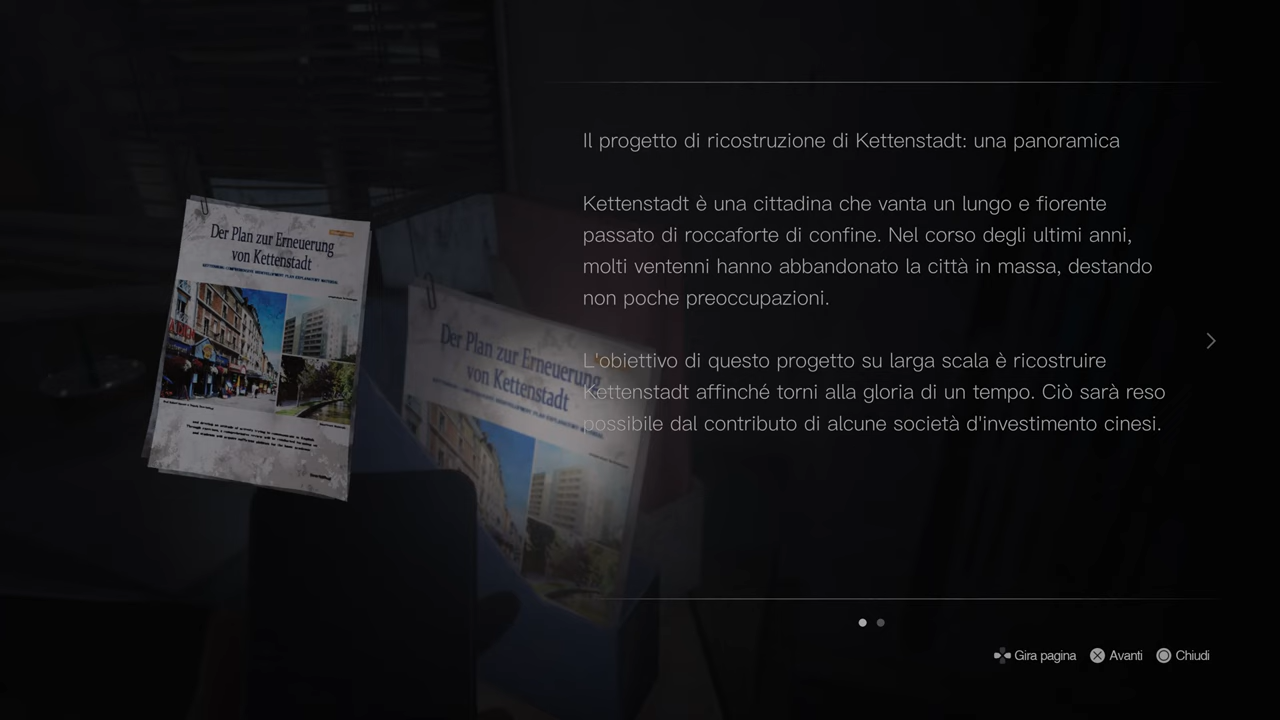 Il progetto di ricostruzione di Kettenstadt: una panoramica
Kettenstadt è una cittadina che vanta un lungo e fiorente
passato di roccaforte di confine. Nel corso degli ultimi anni,
molti ventenni hanno abbandonato la città in massa, destando
non poche preoccupazioni.
L'obiettivo di questo progetto su larga scala è ricostruire
Kettenstadt affinché torni alla gloria di un tempo. Ciò sarà reso
possibile dal contributo di alcune società d'investimento cinesi.
Der Plan zur Erneuerung
von Kettenstadt
Der Plan zur Erneuerung
von Kettenstadt
Gira pagina Avanti Chiudi